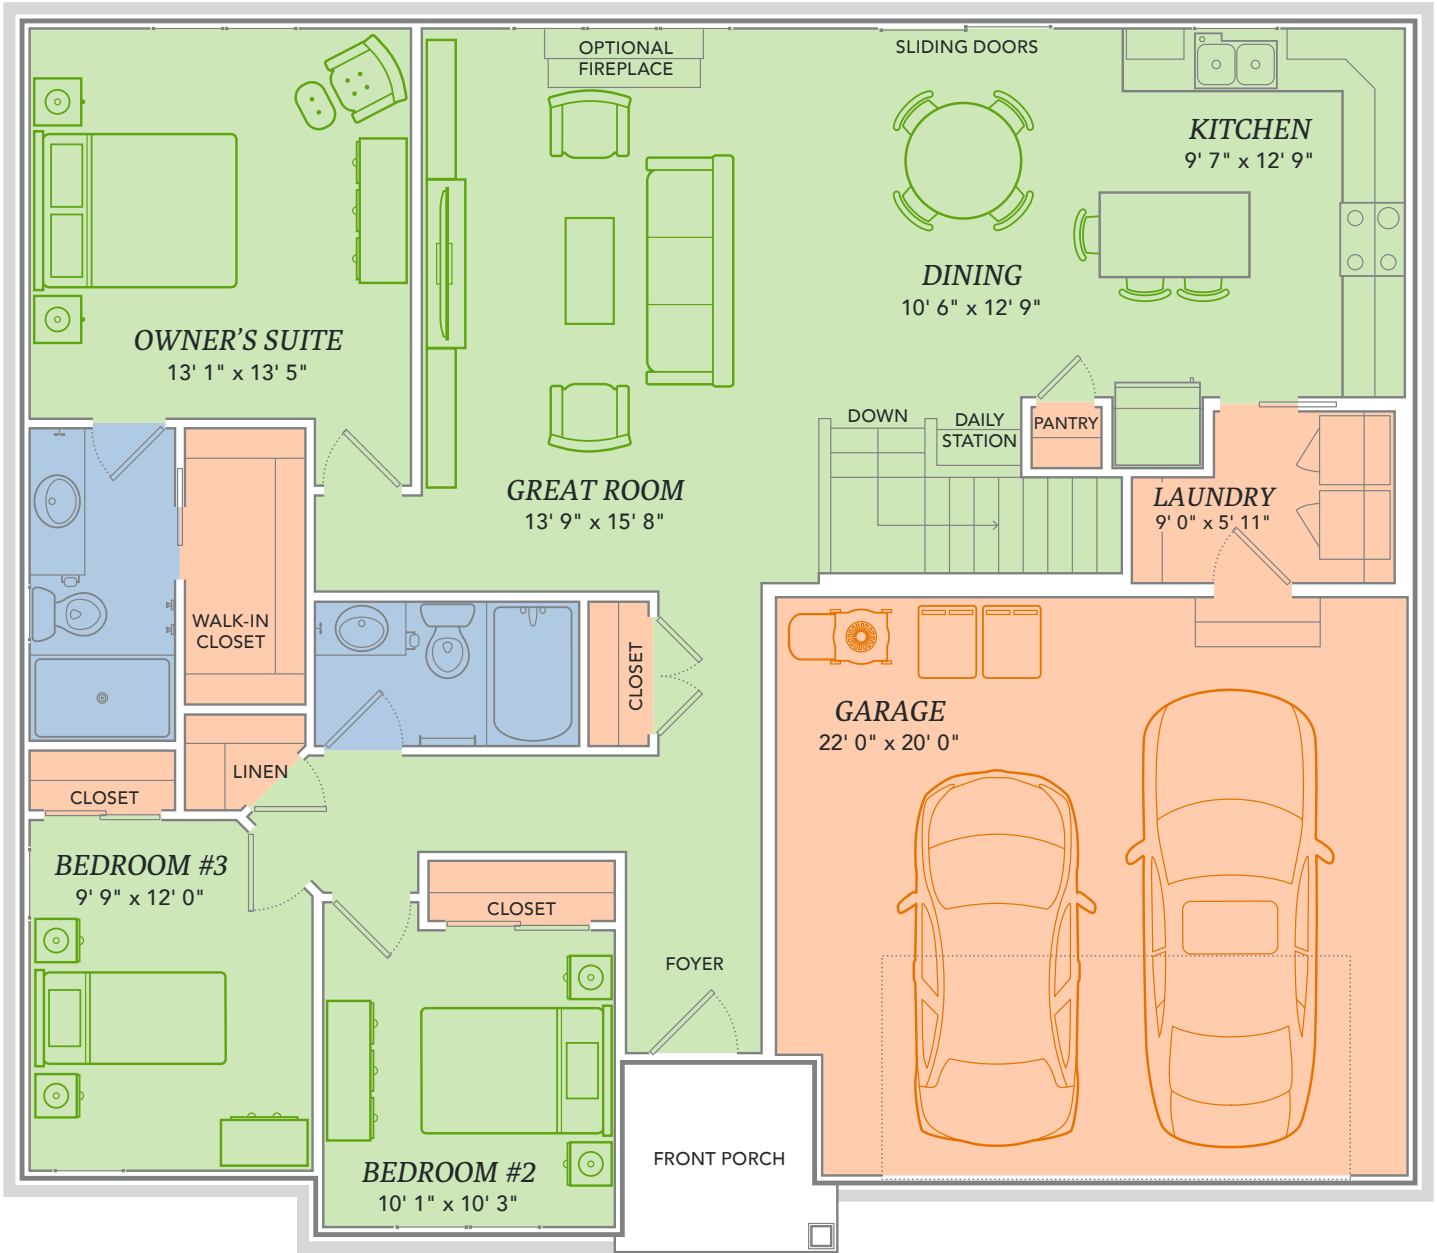 OPTIONAL
FIREPLACE
SLIDING DOORS
KITCHEN
9' 7" x 12' 9"
DINING
10' 6" x 12' 9"
OWNER’S SUITE
13' 1" x 13' 5"
DOWN
DAILY
STATION
PANTRY
GREAT ROOM
13' 9" x 15' 8"
LAUNDRY
9' 0" x 5' 11"
WALK-IN
CLOSET
CLOSET
GARAGE
22' 0" x 20' 0"
LINEN
CLOSET
BEDROOM #3
9' 9" x 12' 0"
CLOSET
FOYER
BEDROOM #2
10' 1" x 10' 3"
FRONT PORCH